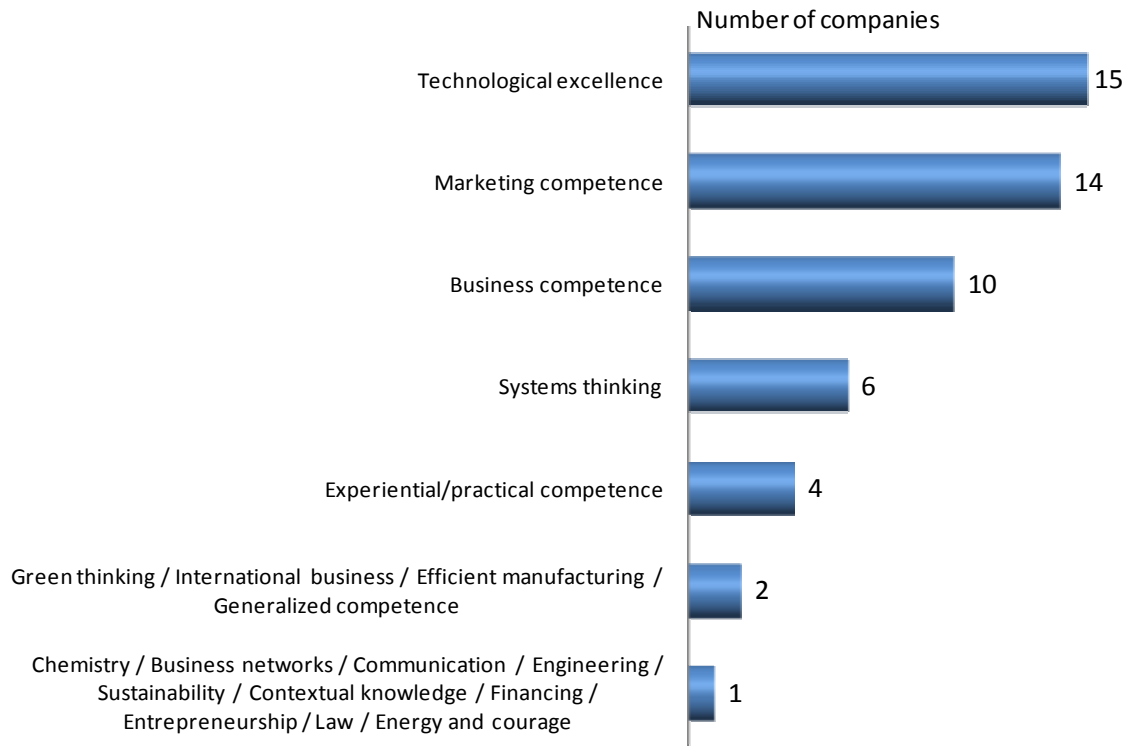 Number of companies
Technological excellence
15
Marketing competence
14
Business competence
10
Systems thinking
6
Experiential/practical competence
4
Green thinking / International business / Efficient manufacturing /
Generalized competence
2
Chemistry / Business networks / Communication / Engineering /
Sustainability / Contextual knowledge / Financing /
Entrepreneurship / Law / Energy and courage
1